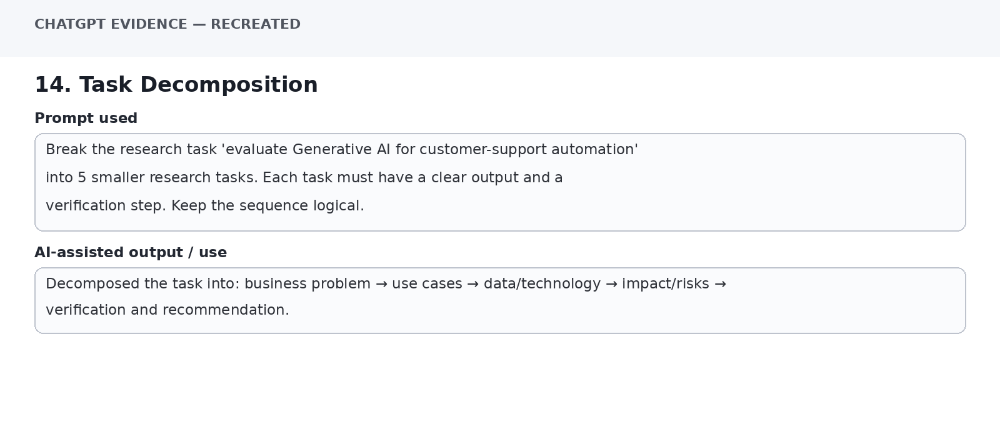 CHATGPT EVIDENCE — RECREATED
14. Task Decomposition
Prompt used
Break the research task 'evaluate Generative AI for customer-support automation'
into 5 smaller research tasks. Each task must have a clear output and a
verification step. Keep the sequence logical.
AI-assisted output / use
Decomposed the task into: business problem → use cases → data/technology → impact/risks →
verification and recommendation.